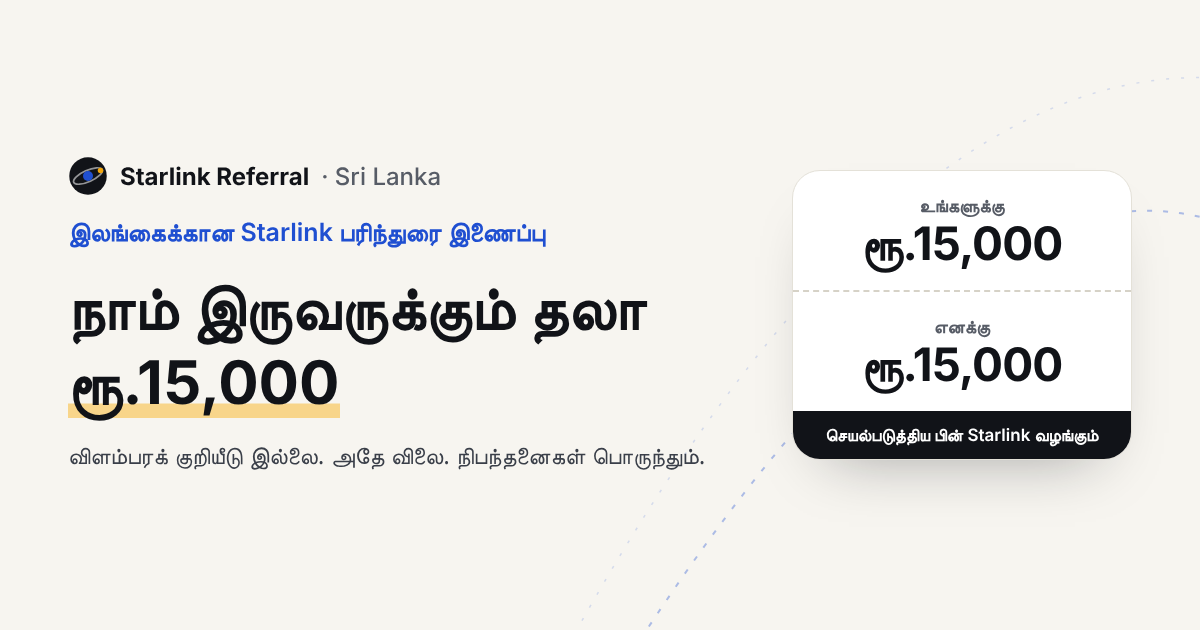 Starlink Referral · Sri Lanka
இலங்கைக்கான Starlink பரிந்துரை இணைப்பு
நாம் இருவருக்கும் தலா
ரூ.15,000
விளம்பரக் குறியீடு இல்லை. அதே விலை. நிபந்தனைகள் பொருந்தும்.
உங்களுக்கு
ரூ.15,000
எனக்கு
ரூ.15,000
செயல்படுத்திய பின் Starlink வழங்கும்